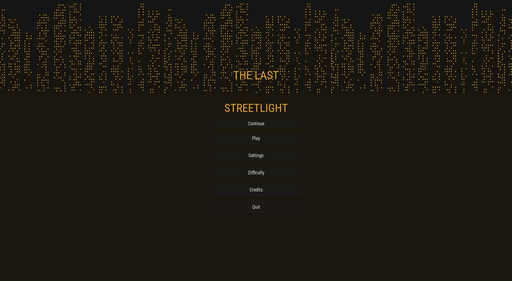 THE LAST
STREETLIGHT
Continue
Play
Settings
Difficulty
Credits
Quit